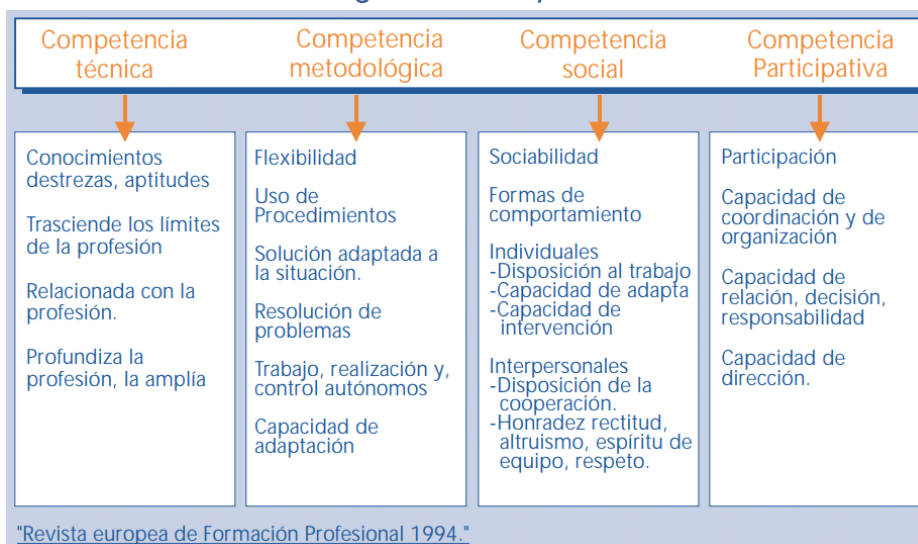 Competencia
técnica
Competencia
metodológica
Competencia
social
Competencia
Participativa
Conocimientos
destrezas, aptitudes
Trasciende los límites
de la profesión
Relacionada con la
profesión.
Profundiza la
profesión, la amplía
Flexibilidad
Uso de
Procedimientos
Solución adaptada a
la situación.
Resolución de
problemas
Trabajo, realización y,
control autónomos
Capacidad de
adaptación
Sociabilidad
Formas de
comportamiento
Individuales
-Disposición al trabajo
-Capacidad de adapta
-Capacidad de
intervención
Interpersonales
-Disposición de la
cooperación.
-Honradez rectitud,
altruismo, espíritu de
equipo, respeto.
Participación
Capacidad de
coordinación y de
organización
Capacidad de
relación, decisión,
responsabilidad
Capacidad de
dirección.
"Revista europea de Formación Profesional 1994."